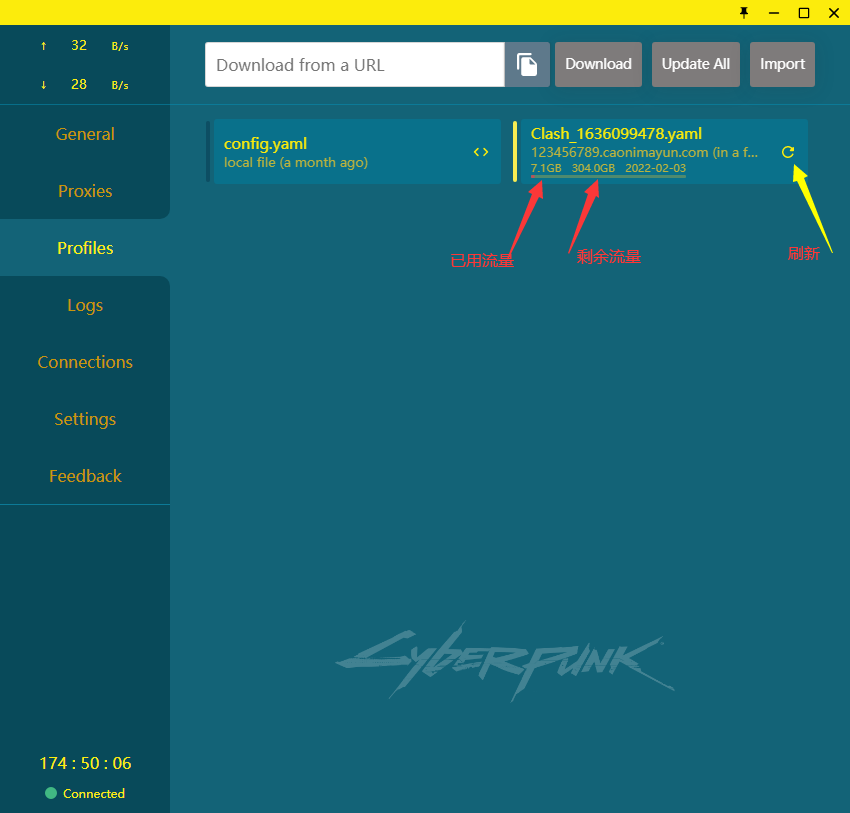 ↑ 32 B/s
↓ 28 B/s
General
Proxies
Profiles
Logs
Connections
Settings
Feedback
174 : 50 : 06
Connected
Download from a URL
Download
Update All
Import
config.yaml
local file (a month ago)
<>
Clash_1636099478.yaml
123456789.caonimayun.com (in a f...
7.1GB 304.0GB 2022-02-03
已用流量
剩余流量
刷新
CYBERPUNK